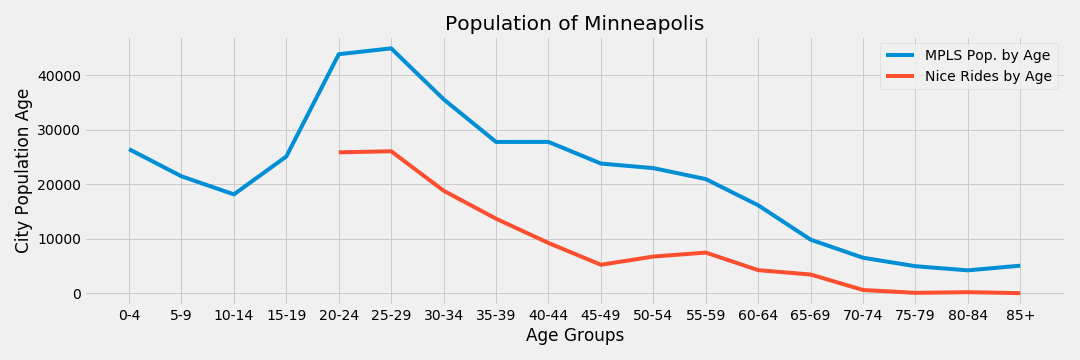 Population of Minneapolis
MPLS Pop. by Age
Nice Rides by Age
City Population Age
40000
30000
20000
10000
0
0-4 5-9 10-14 15-19 20-24 25-29 30-34 35-39 40-44 45-49 50-54 55-59 60-64 65-69 70-74 75-79 80-84 85+
Age Groups